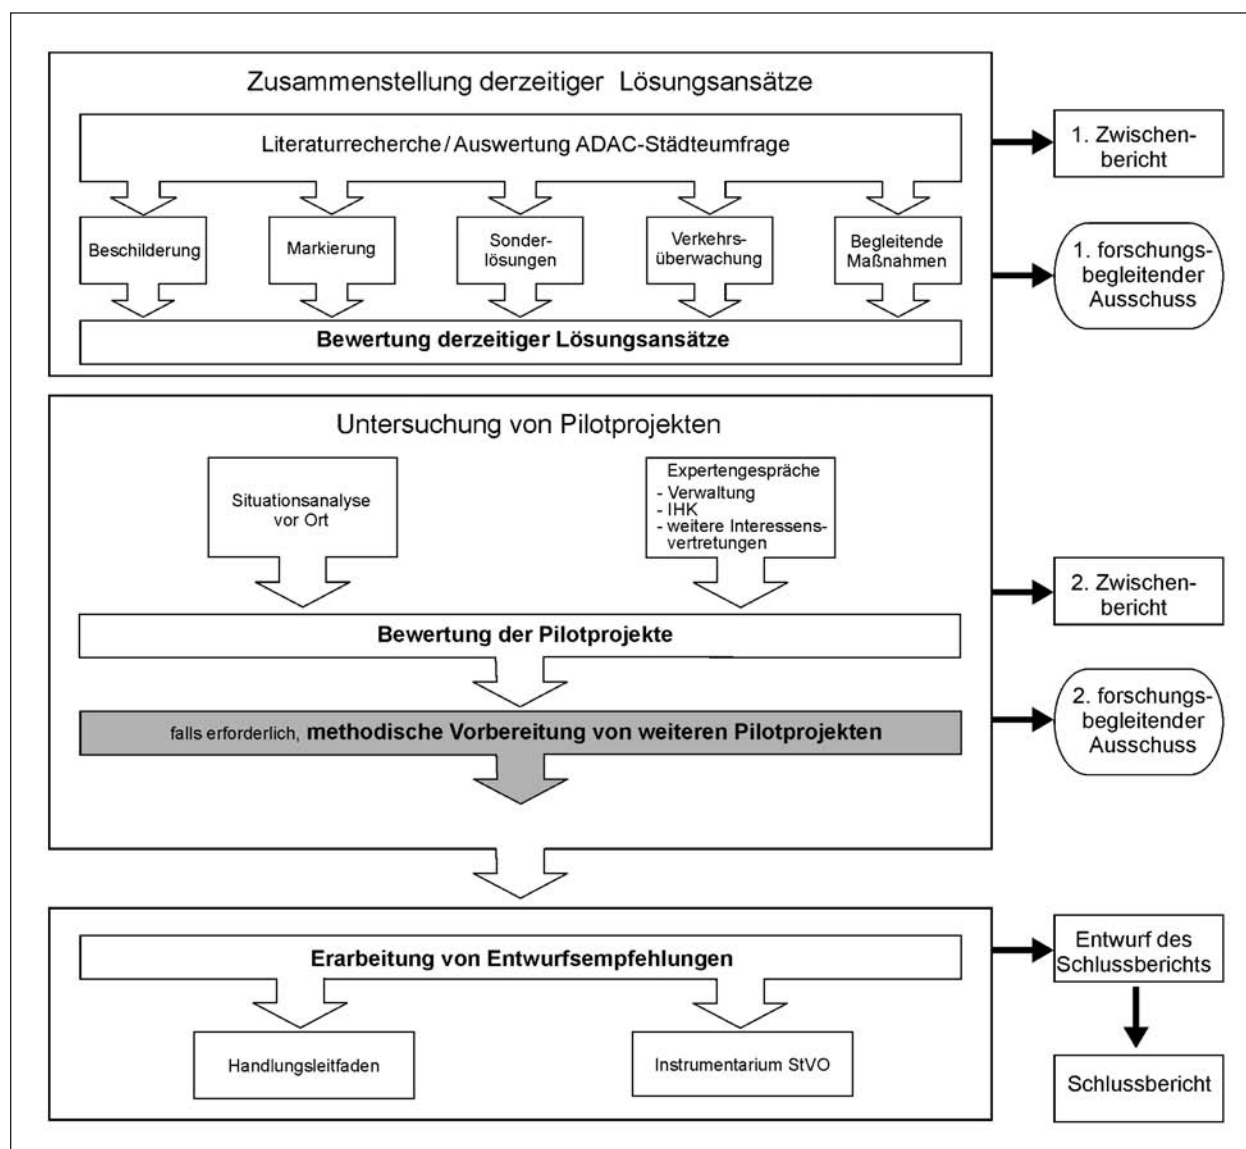 Zusammenstellung derzeitiger Lösungsansätze
Literaturrecherche/Auswertung ADAC-Städteumfrage
Beschilderung
Markierung
Sonder-
lösungen
Verkehrs-
überwachung
Begleitende
Maßnahmen
Bewertung derzeitiger Lösungsansätze
1. Zwischen-
bericht
1. forschungs-
begleitender
Ausschuss
Untersuchung von Pilotprojekten
Situationsanalyse
vor Ort
Expertengespräche
- Verwaltung
- IHK
- weitere Interessens-
vertretungen
Bewertung der Pilotprojekte
falls erforderlich, methodische Vorbereitung von weiteren Pilotprojekten
2. Zwischen-
bericht
2. forschungs-
begleitender
Ausschuss
Erarbeitung von Entwurfsempfehlungen
Handlungsleitfaden
Instrumentarium StVO
Entwurf des
Schlussberichts
Schlussbericht